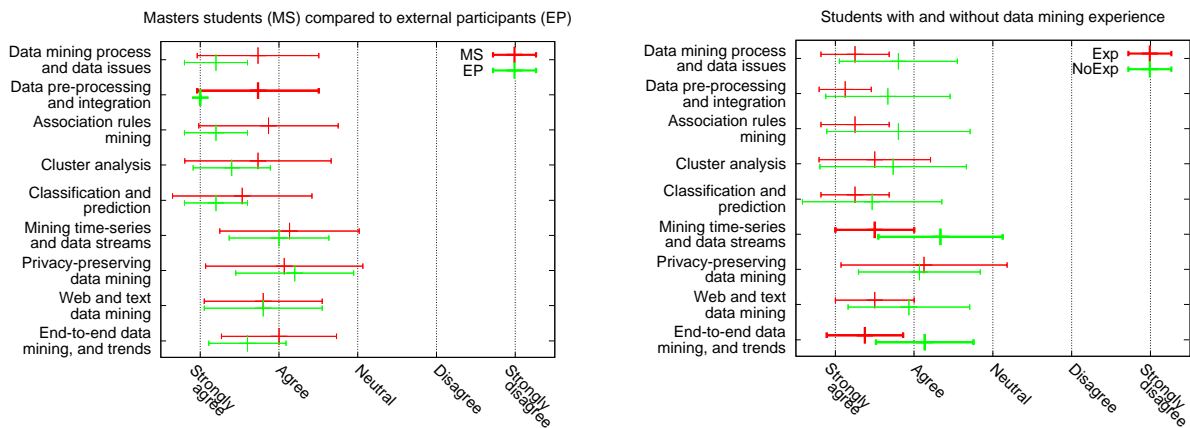 Masters students (MS) compared to external participants (EP)
MS
EP
Data mining process
and data issues
Data pre-processing
and integration
Association rules
mining
Cluster analysis
Classification and
prediction
Mining time-series
and data streams
Privacy-preserving
data mining
Web and text
data mining
End-to-end data
mining, and trends
Strongly
agree
Agree
Neutral
Disagree
Strongly
disagree
Students with and without data mining experience
Exp
NoExp
Data mining process
and data issues
Data pre-processing
and integration
Association rules
mining
Cluster analysis
Classification and
prediction
Mining time-series
and data streams
Privacy-preserving
data mining
Web and text
data mining
End-to-end data
mining, and trends
Strongly
agree
Agree
Neutral
Disagree
Strongly
disagree